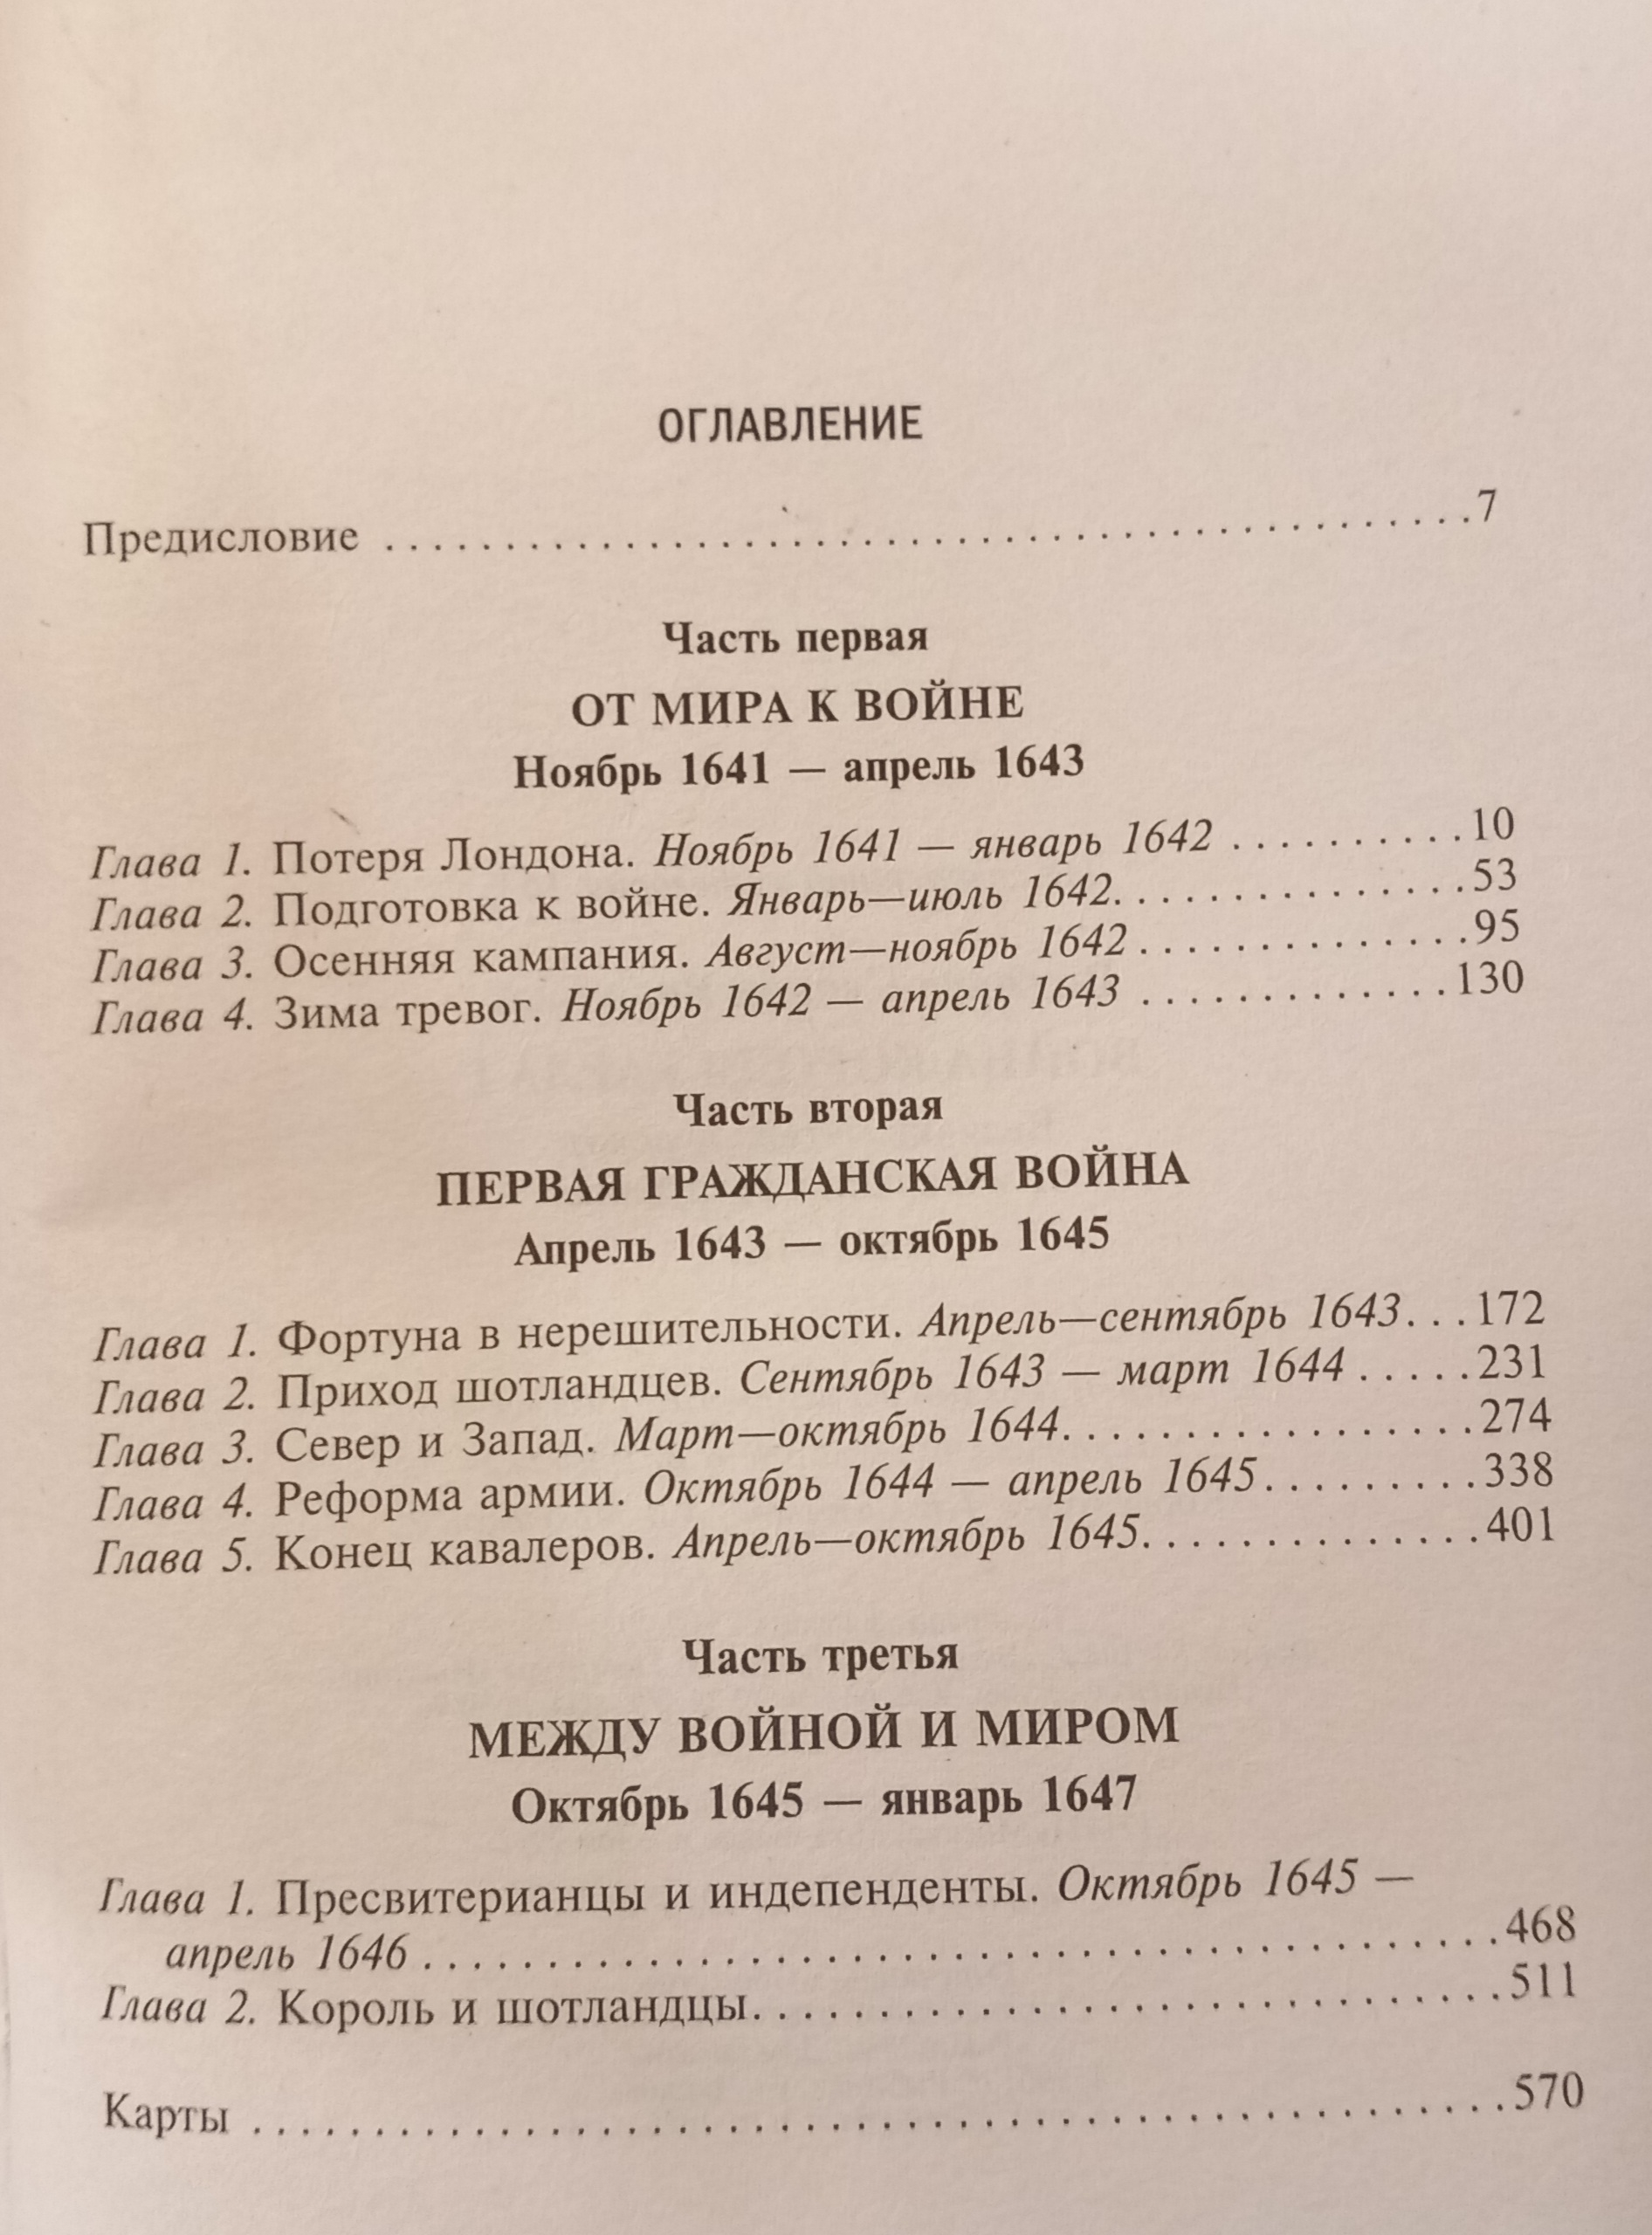 ОГЛАВЛЕНИЕ
Предисловие . . . . . . . . . . . . . . . . . . . . . . . . . . . . . . . . . . . . . . . . . . . . . 7
Часть первая
ОТ МИРА К ВОЙНЕ
Ноябрь 1641 — апрель 1643
Глава 1. Потеря Лондона. Ноябрь 1641 — январь 1642 . . . . . . . . . . 10
Глава 2. Подготовка к войне. Январь—июль 1642. . . . . . . . . . . . . . . 53
Глава 3. Осенняя кампания. Август—ноябрь 1642 . . . . . . . . . . . . . . 95
Глава 4. Зима тревог. Ноябрь 1642 — апрель 1643 . . . . . . . . . . . . . 130
Часть вторая
ПЕРВАЯ ГРАЖДАНСКАЯ ВОЙНА
Апрель 1643 — октябрь 1645
Глава 1. Фортуна в нерешительности. Апрель—сентябрь 1643. . . 172
Глава 2. Приход шотландцев. Сентябрь 1643 — март 1644 . . . . . 231
Глава 3. Север и Запад. Март—октябрь 1644. . . . . . . . . . . . . . . . . . 274
Глава 4. Реформа армии. Октябрь 1644 — апрель 1645 . . . . . . . . . 338
Глава 5. Конец кавалеров. Апрель—октябрь 1645. . . . . . . . . . . . . . 401
Часть третья
МЕЖДУ ВОЙНОЙ И МИРОМ
Октябрь 1645 — январь 1647
Глава 1. Пресвитерианцы и индепенденты. Октябрь 1645 —
апрель 1646 . . . . . . . . . . . . . . . . . . . . . . . . . . . . . . . . . . . . . . . . . . . . 468
Глава 2. Король и шотландцы. . . . . . . . . . . . . . . . . . . . . . . . . . . . . . . 511
Карты . . . . . . . . . . . . . . . . . . . . . . . . . . . . . . . . . . . . . . . . . . . . . . . . . . . 570